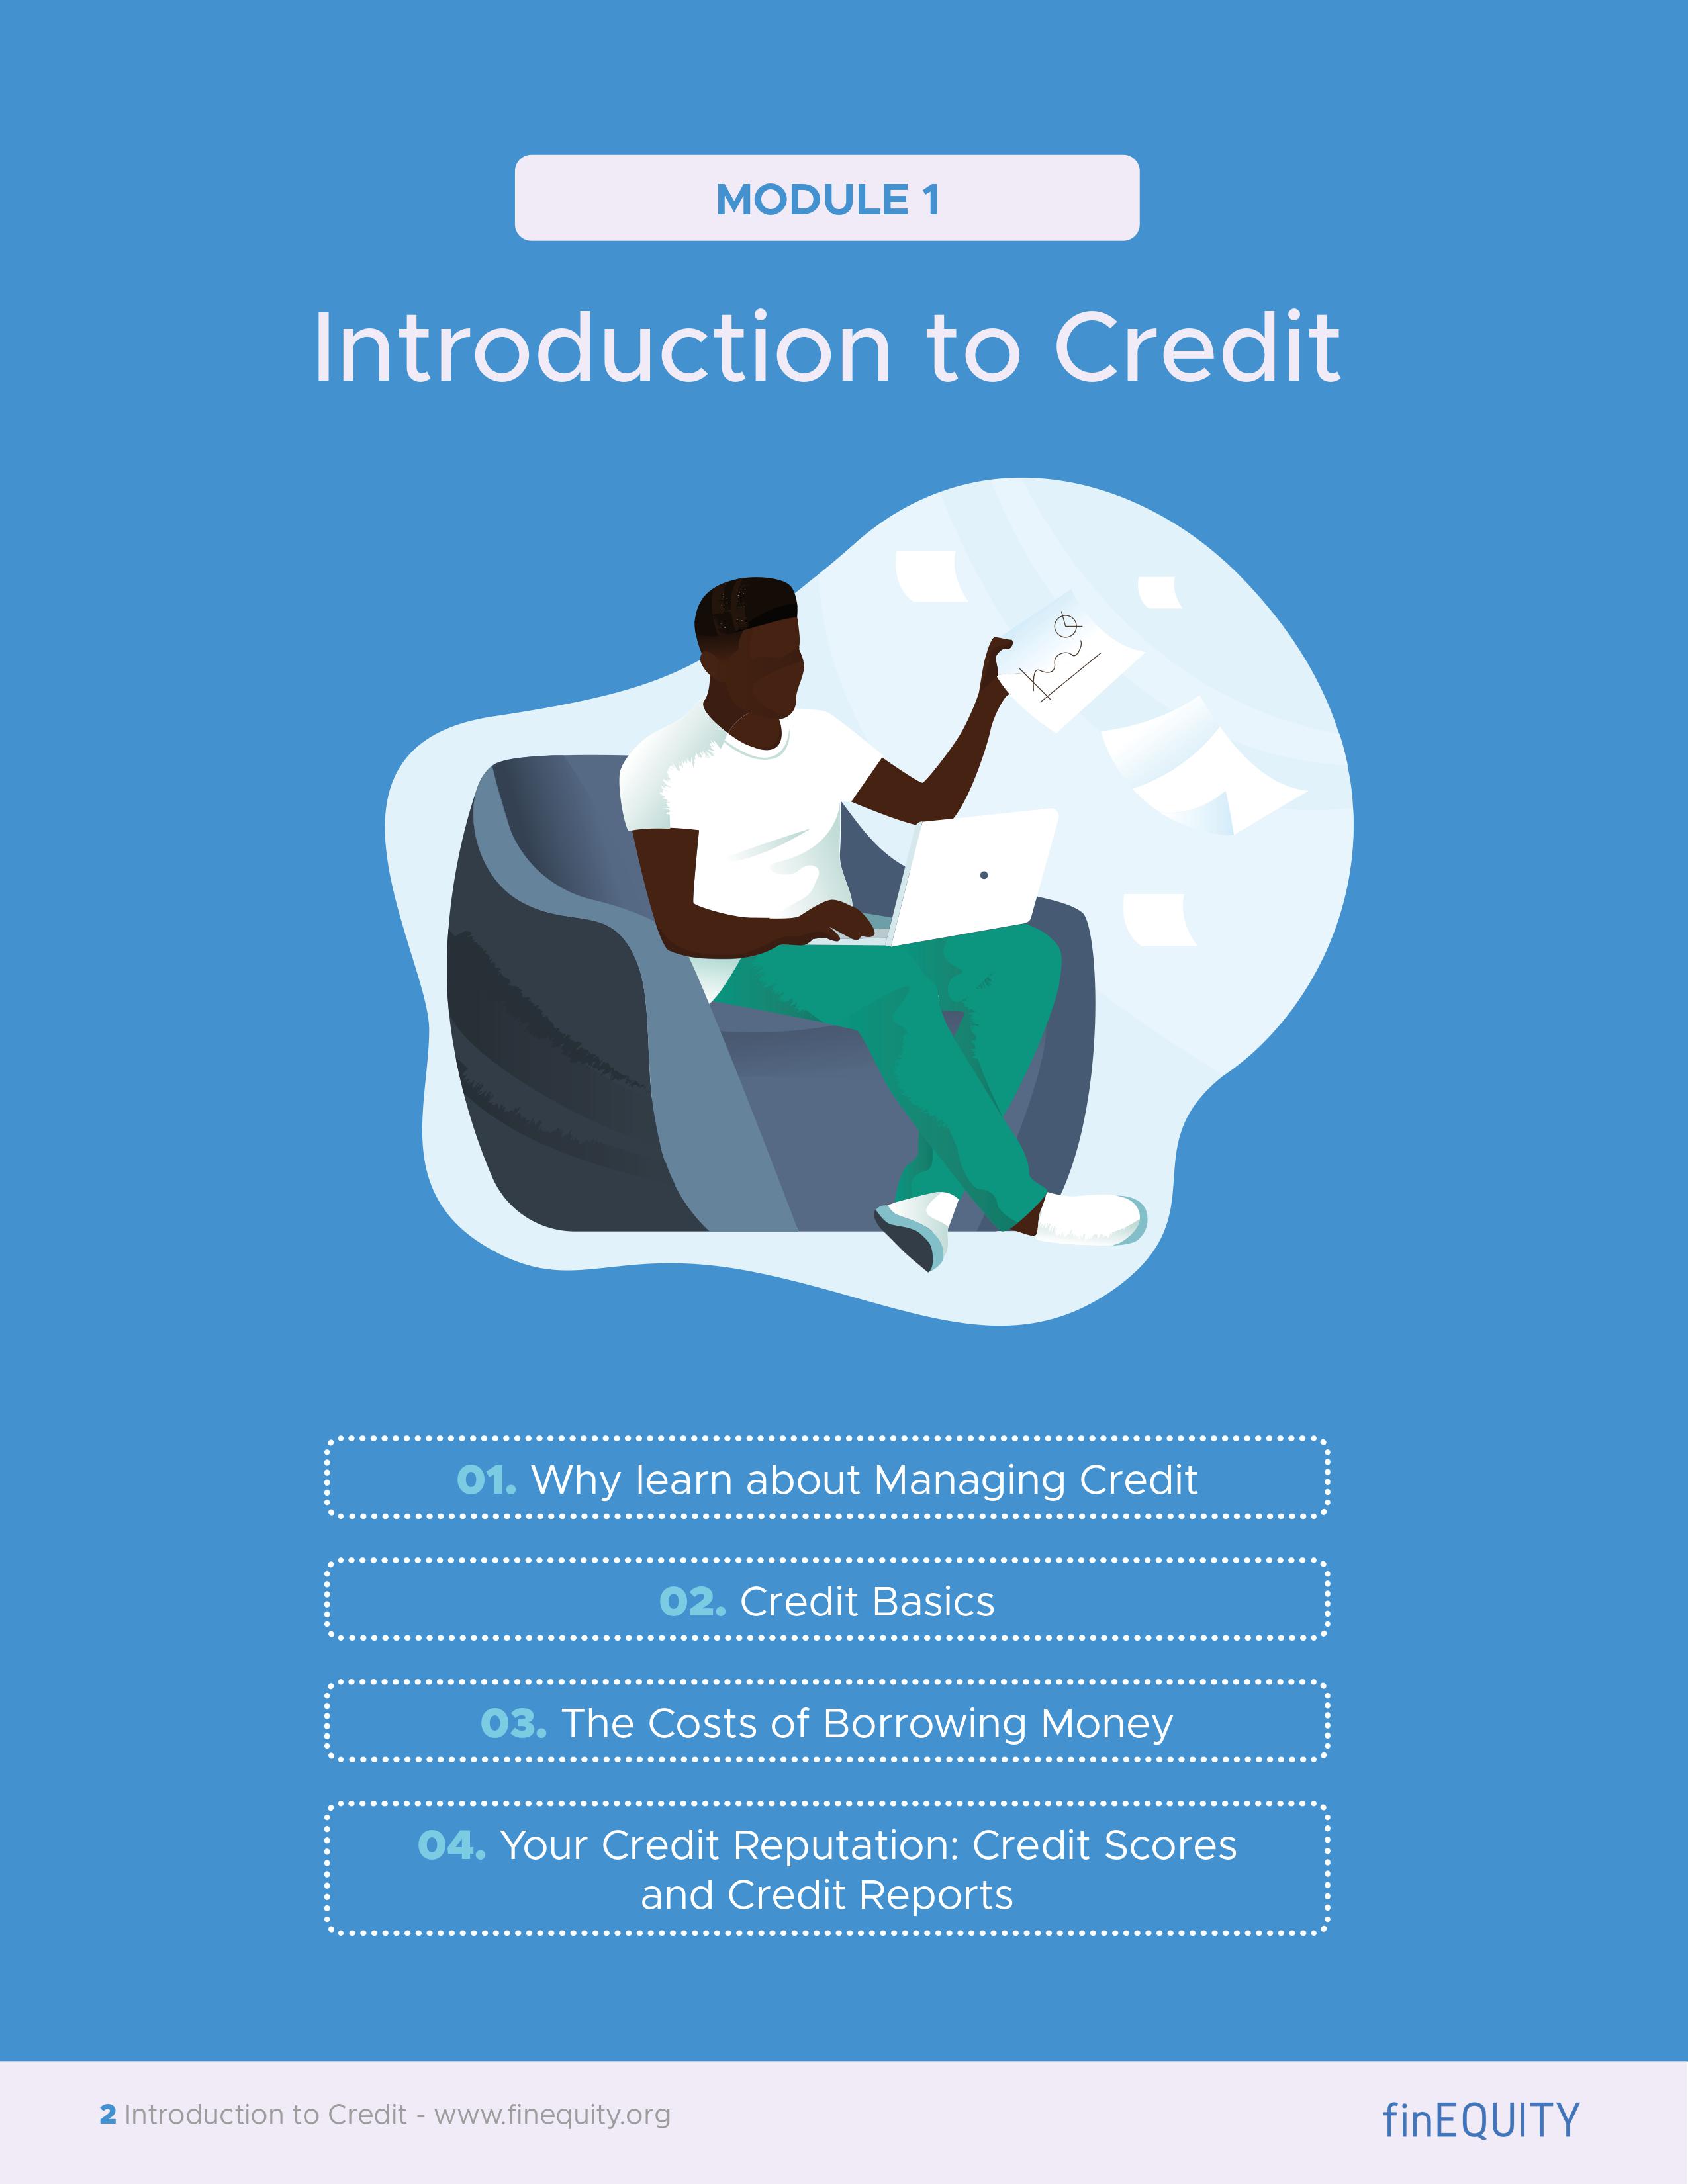 MODULE 1
Introduction to Credit
01. Why learn about Managing Credit
02. Credit Basics
03. The Costs of Borrowing Money
04. Your Credit Reputation: Credit Scores
and Credit Reports
2 Introduction to Credit - www.finequity.org
finEQUITY